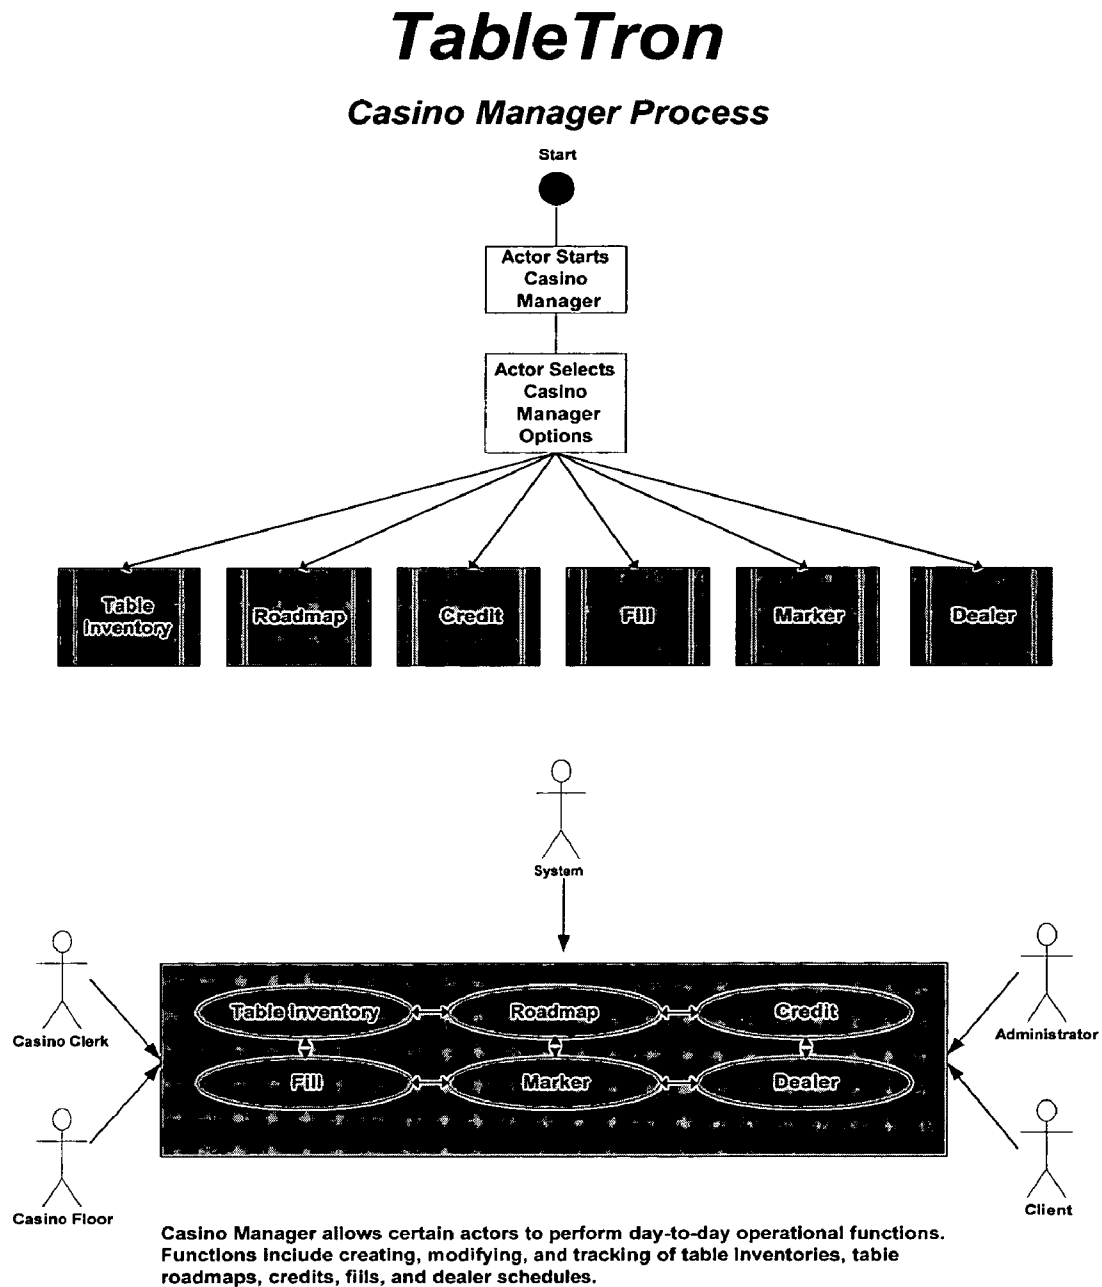 TableTron
Casino Manager Process
Start
Actor Starts
Casino
Manager
Actor Selects
Casino
Manager
Options
Table
Inventory
Roadmap
Credit
Fill
Marker
Dealer
System
Casino Clerk
Administrator
Table Inventory
Roadmap
Credit
Fill
Marker
Dealer
Casino Floor
Client
Casino Manager allows certain actors to perform day-to-day operational functions.
Functions include creating, modifying, and tracking of table inventories, table
roadmaps, credits, fills, and dealer schedules.